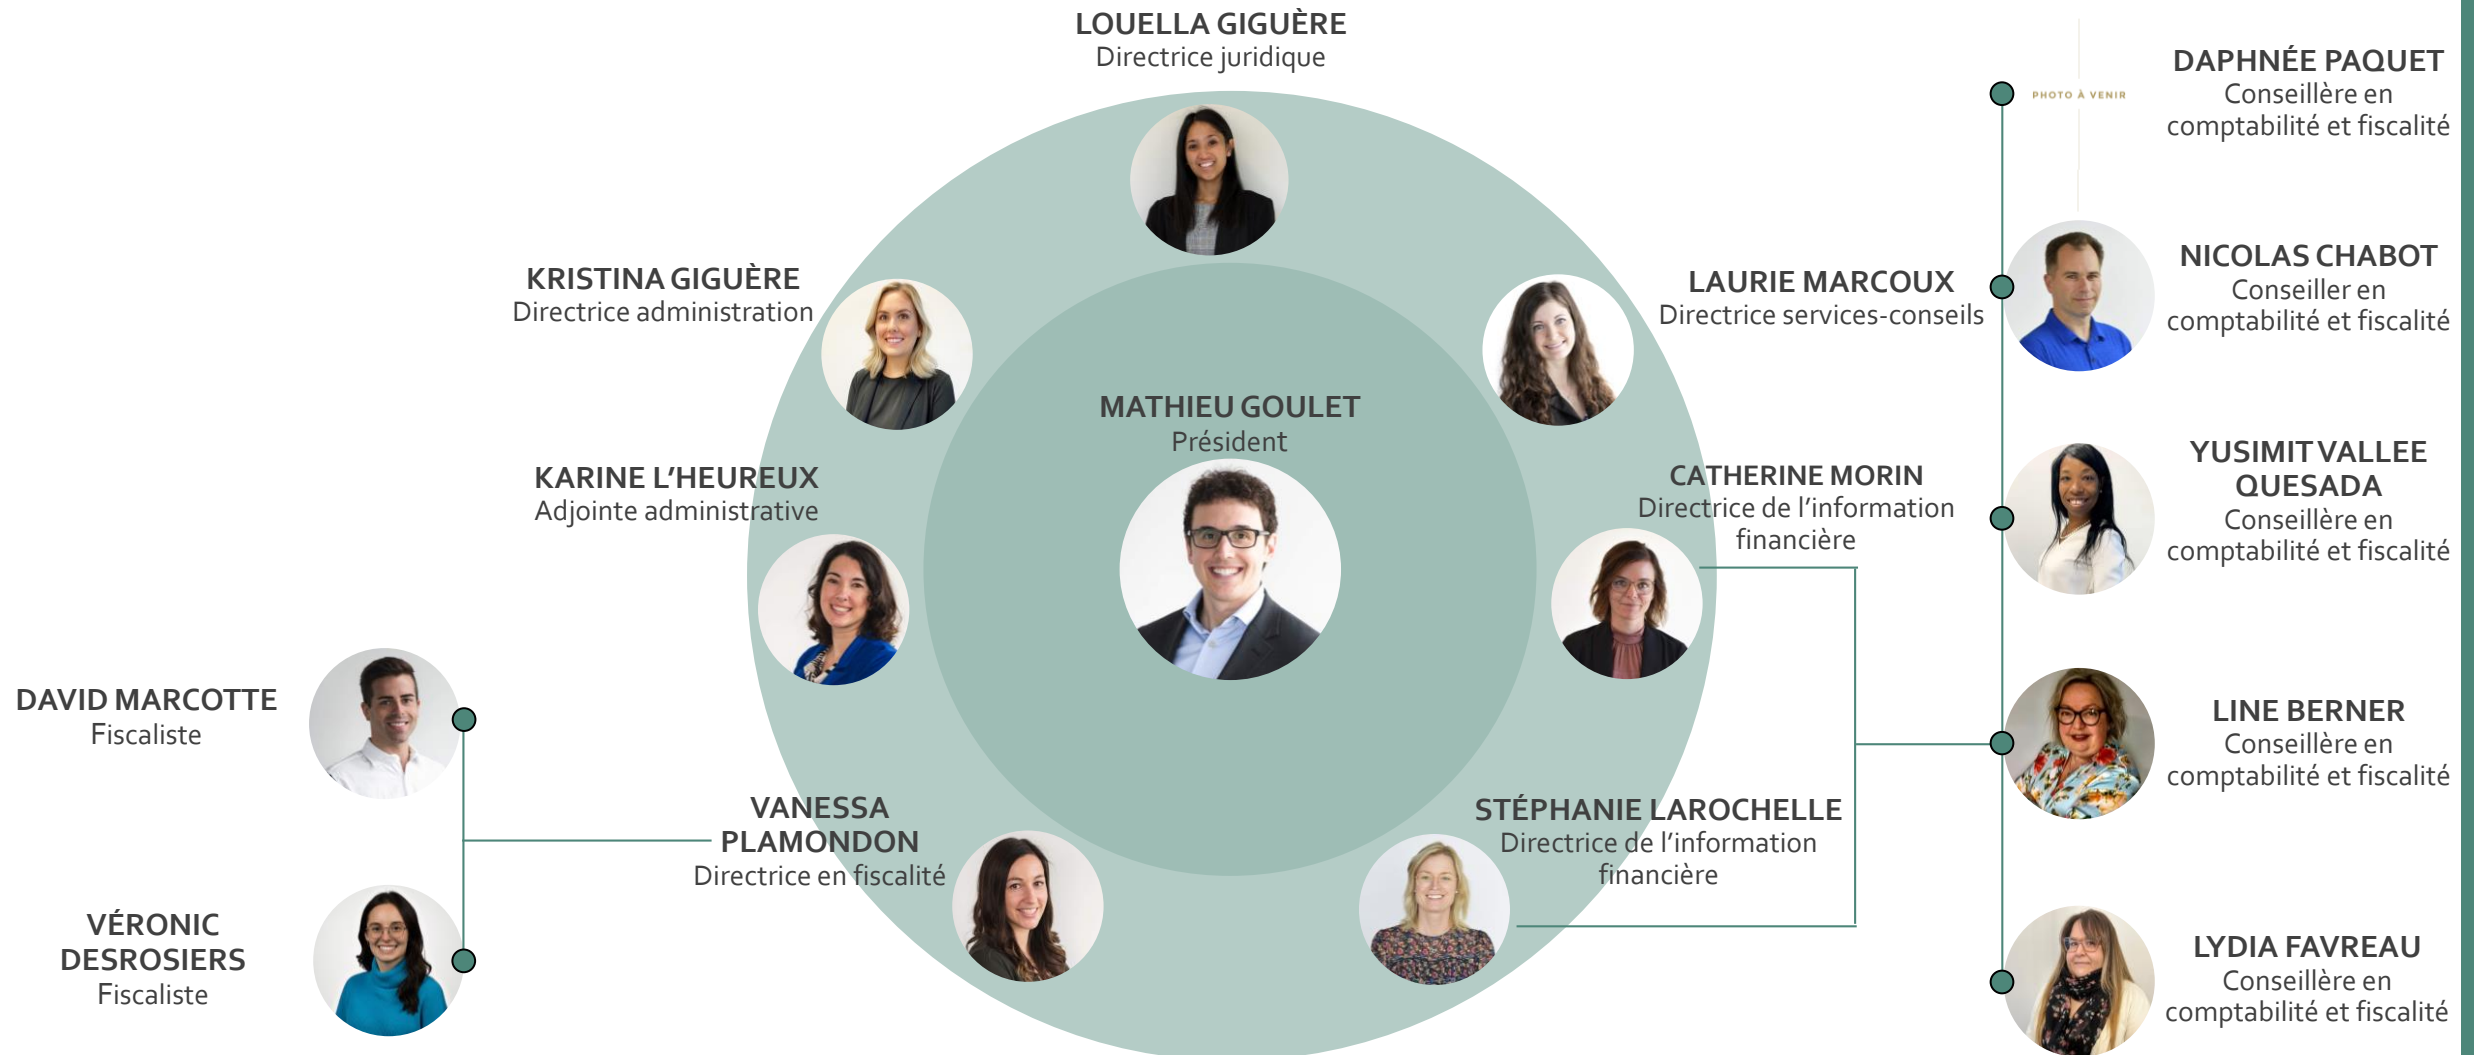 LOUELLA GIGUÈRE
Directrice juridique
KRISTINA GIGUÈRE
Directrice administration
KARINE L’HEUREUX
Adjointe administrative
MATHIEU GOULET
Président
LAURIE MARCOUX
Directrice services-conseils
CATHERINE MORIN
Directrice de l’information
financière
STÉPHANIE LAROCHELLE
Directrice de l’information
financière
VANESSA
PLAMONDON
Directrice en fiscalité
DAVID MARCOTTE
Fiscaliste
VÉRONIC
DESROSIERS
Fiscaliste
PHOTO À VENIR
DAPHNÉE PAQUET
Conseillère en
comptabilité et fiscalité
NICOLAS CHABOT
Conseiller en
comptabilité et fiscalité
YUSIMIT VALLEE
QUESADA
Conseillère en
comptabilité et fiscalité
LINE BERNER
Conseillère en
comptabilité et fiscalité
LYDIA FAVREAU
Conseillère en
comptabilité et fiscalité